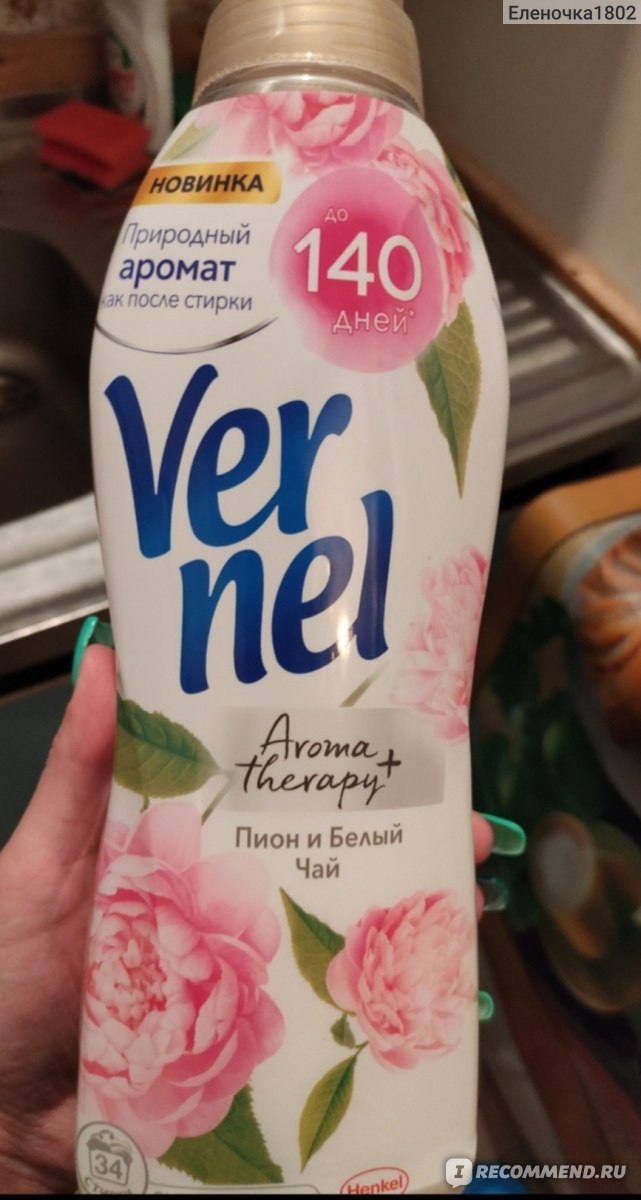 Еленочка1802
НОВИНКА
Природный
аромат
как после стирки
до
140
дней*
Ver
nel
Aroma
therapy+
Пион и Белый
Чай
34
Henkel
I RECOMMEND.RU